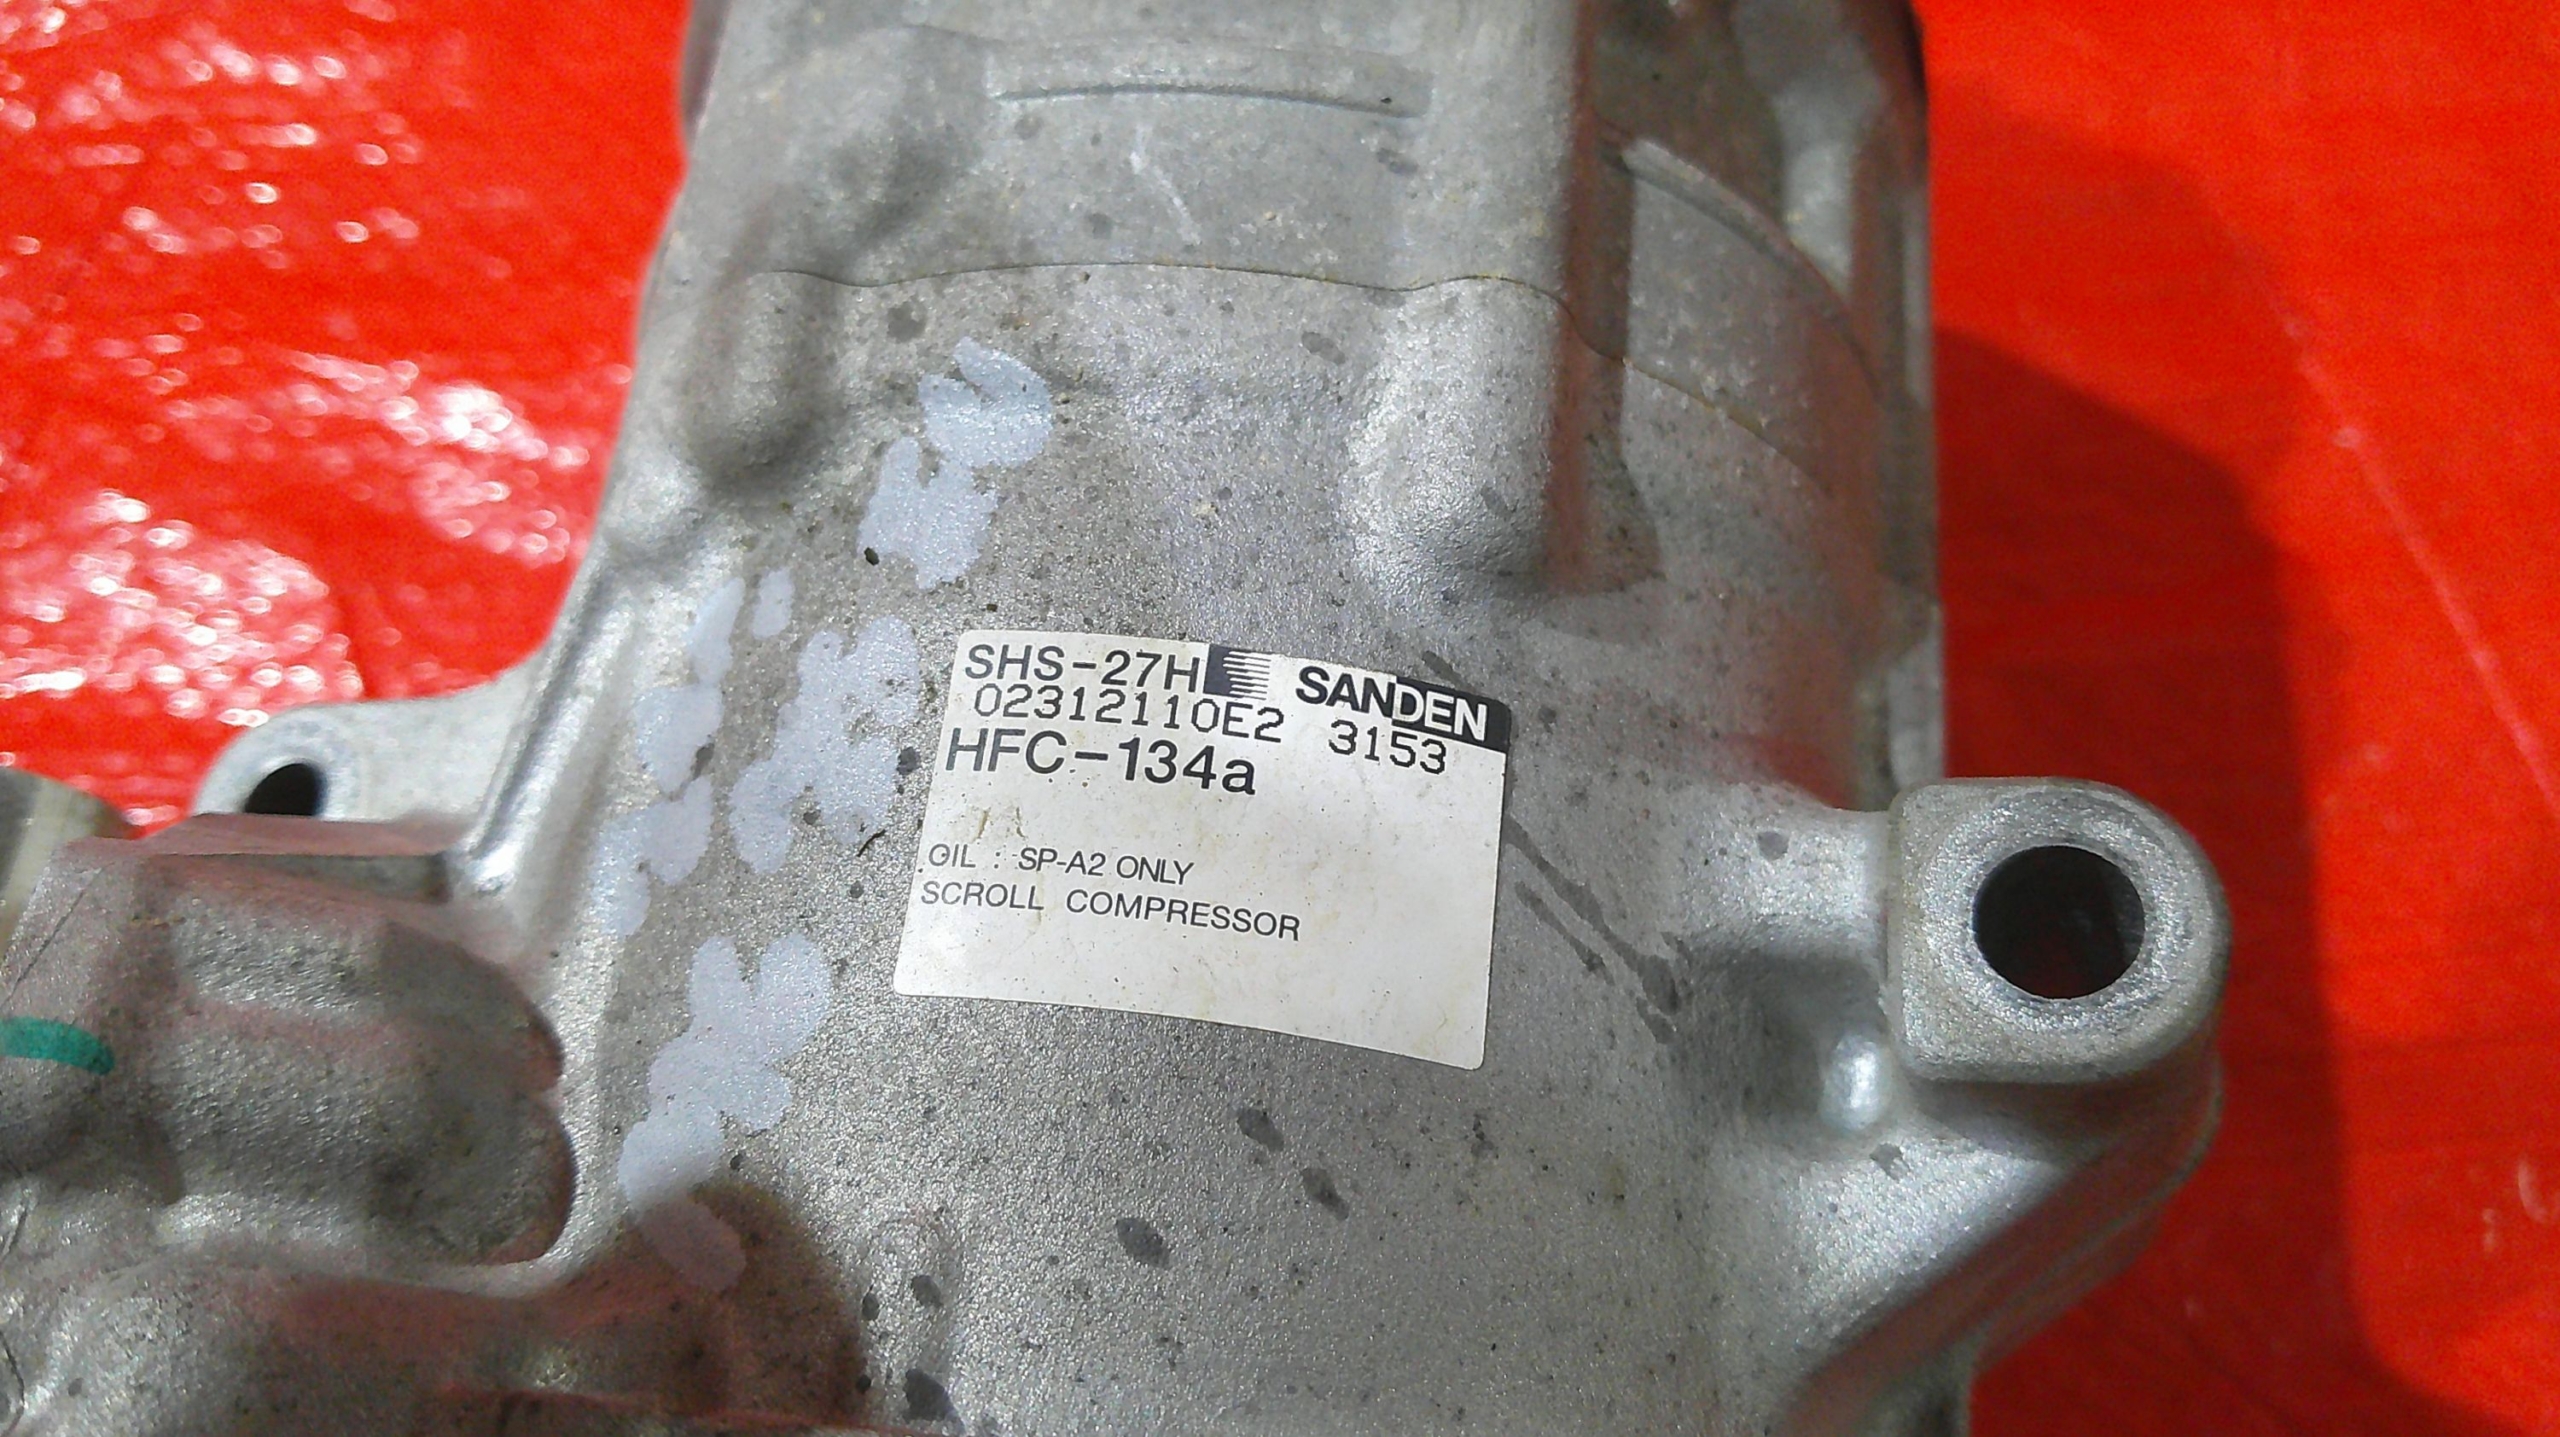 SHS-27H SANDEN
02312110E2 3153
HFC-134a
OIL : SP-A2 ONLY
SCROLL COMPRESSOR